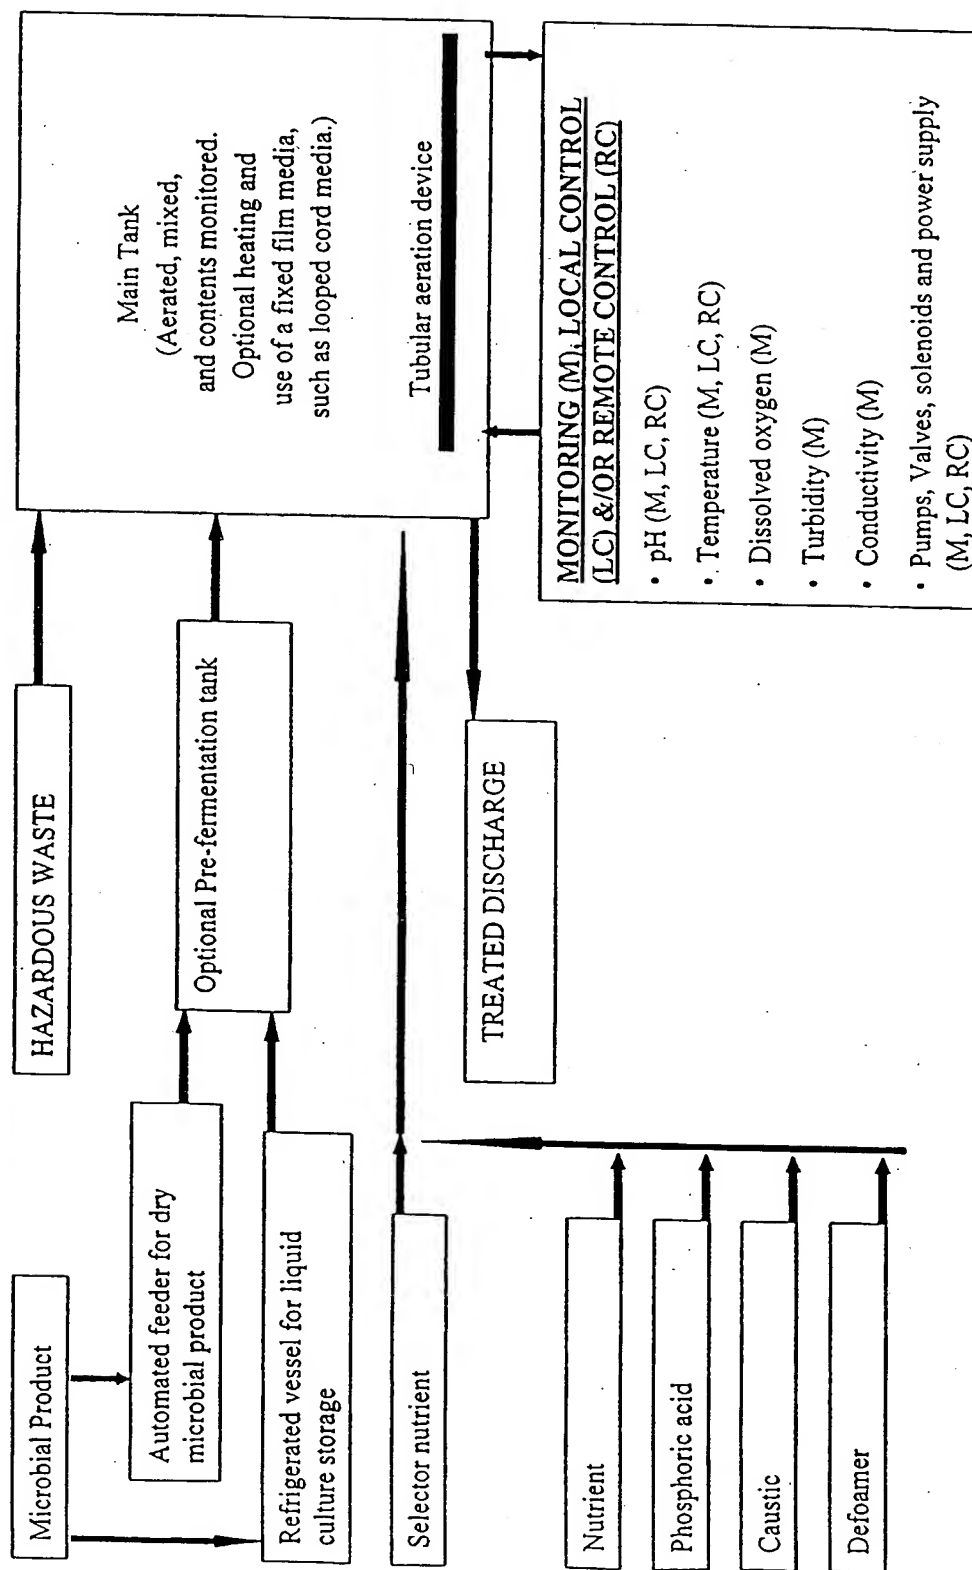 Microbial Product
Automated feeder for dry
microbial product
Refrigerated vessel for liquid
culture storage
Selector nutrient
Nutrient
Phosphoric acid
Caustic
Defoamer
HAZARDOUS WASTE
Optional Pre-fermentation tank
TREATED DISCHARGE
Main Tank
(Aerated, mixed,
and contents monitored.
Optional heating and
use of a fixed film media,
such as looped cord media.)
Tubular aeration device
MONITORING (M), LOCAL CONTROL
(LC) &/OR REMOTE CONTROL (RC)
• pH (M, LC, RC)
• Temperature (M, LC, RC)
• Dissolved oxygen (M)
• Turbidity (M)
• Conductivity (M)
• Pumps, Valves, solenoids and power supply
(M, LC, RC)